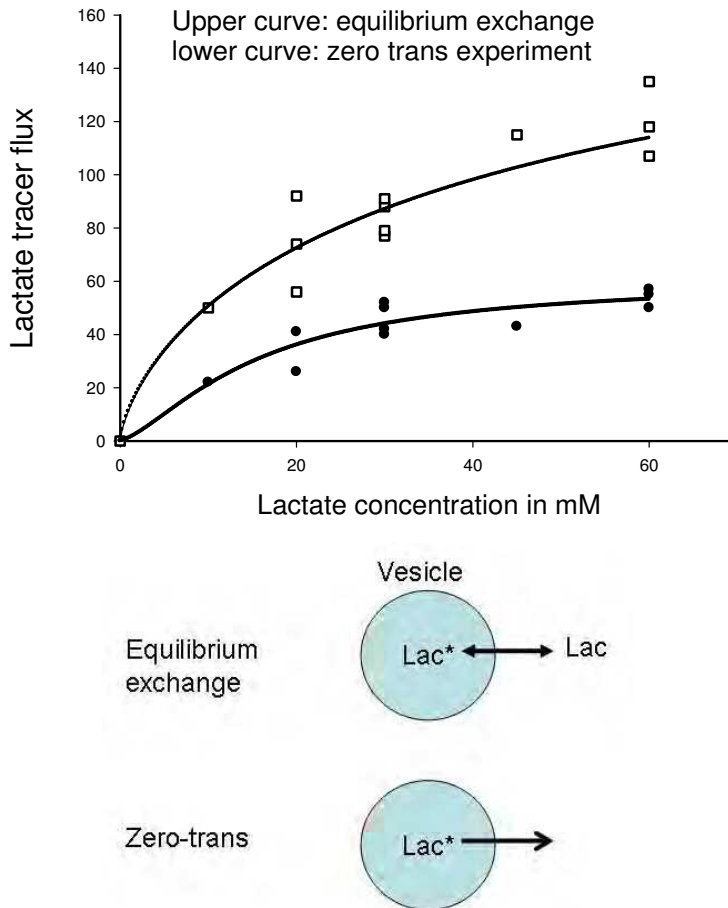 Upper curve: equilibrium exchange
lower curve: zero trans experiment
160
140
120
100
80
60
40
20
0
Lactate tracer flux
0 20 40 60
Lactate concentration in mM
Vesicle
Equilibrium
exchange
Lac*
Lac
Zero-trans
Lac*